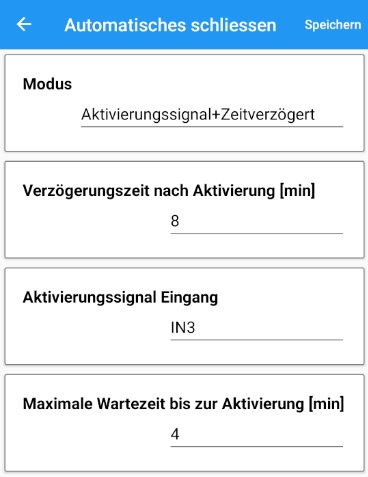 Automatisches schliessen
Speichern
Modus
Aktivierungssignal+Zeitverzögert
Verzögerungszeit nach Aktivierung [min]
8
Aktivierungssignal Eingang
IN3
Maximale Wartezeit bis zur Aktivierung [min]
4